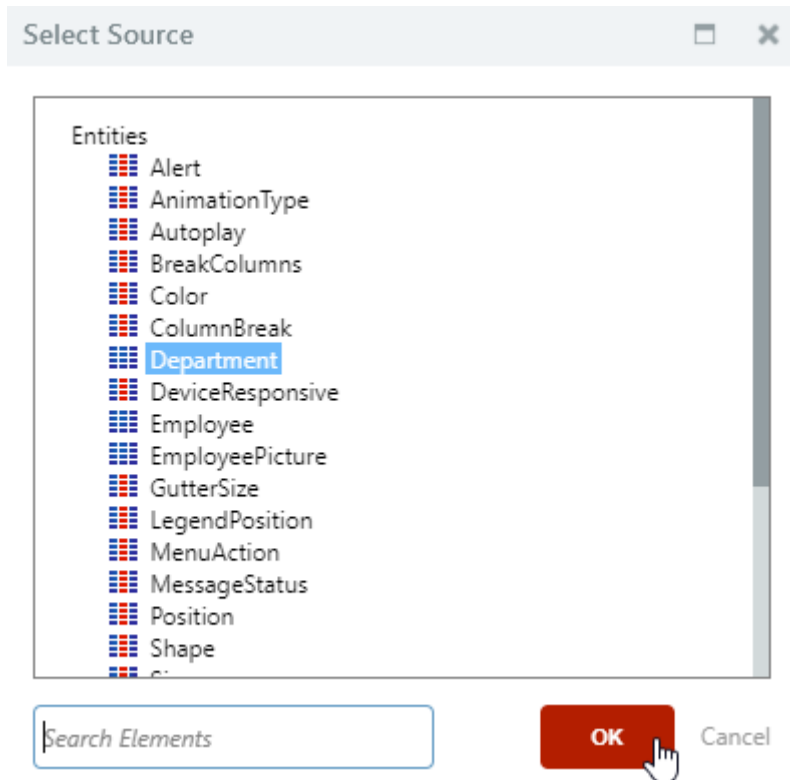 Select Source
Entities
Alert
AnimationType
Autoplay
BreakColumns
Color
ColumnBreak
Department
DeviceResponsive
Employee
EmployeePicture
GutterSize
LegendPosition
MenuAction
MessageStatus
Position
Shape
Search Elements
OK
Cancel